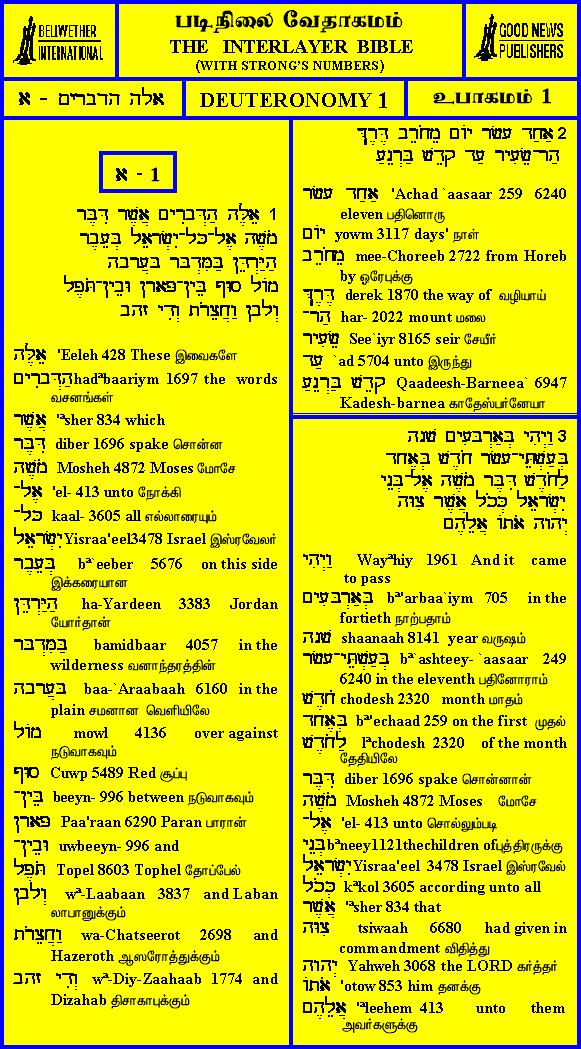 BELLWETHER
INTERNATIONAL
படிநிலை வேதாகமம்
THE INTERLAYER BIBLE
(WITH STRONG'S NUMBERS)
GOOD NEWS
PUBLISHERS
אלה הדברים - א
DEUTERONOMY 1
உபாகமம் 1
א - 1
1 אֵלֶּה הַדְּבָרִים אֲשֶׁר דִּבֶּר
מֹשֶׁה אֶל־כָּל־יִשְׂרָאֵל בְּעֵבֶר
הַיַּרְדֵּן בַּמִּדְבָּר בָּעֲרָבָה
מוֹל סוּף בֵּין־פָּארָן וּבֵין־תֹּפֶל
וְלָבָן וַחֲצֵרֹת וְדִי זָהָב
אֵלֶּה 'Eeleh 428 These இவைகளே
הַדְּבָרִים hadªbaariym 1697 the words
வசனங்கள்
אֲשֶׁר 'ªsher 834 which
דִּבֶּר diber 1696 spake சொன்ன
מֹשֶׁה Mosheh 4872 Moses மோசே
אֶל־ 'el- 413 unto நோக்கி
כָּל־ kaal- 3605 all எல்லாரையும்
יִשְׂרָאֵל Yisraa'eel3478 Israel இஸ்ரவேலர்
בְּעֵבֶר bª`eeber 5676 on this side
இக்கரையான
הַיַּרְדֵּן ha-Yardeen 3383 Jordan
யோர்தான்
בַּמִּדְבָּר bamidbaar 4057 in the
wilderness வனாந்தரத்தின்
בָּעֲרָבָה baa-`Araabaah 6160 in the
plain சமனான வெளியிலே
מוֹל mowl 4136 over against
நடுவாகவும்
סוּף Cuwp 5489 Red சூப்பு
בֵּין־ beeyn- 996 between நடுவாகவும்
פָּארָן Paa'raan 6290 Paran பாரான்
וּבֵין־ uwbeeyn- 996 and
תֹּפֶל Topel 8603 Tophel தோப்பேல்
וְלָבָן wª-Laabaan 3837 and Laban
லாபானுக்கும்
וַחֲצֵרֹת wa-Chatseerot 2698 and
Hazeroth ஆஸரோத்துக்கும்
וְדִי זָהָב wª-Diy-Zaahaab 1774 and
Dizahab திசாகாபுக்கும்
2 אַחַד עָשָׂר יוֹם מֵחֹרֵב דֶּרֶךְ
הַר־שֵׂעִיר עַד קָדֵשׁ בַּרְנֵעַ
אַחַד עָשָׂר 'Achad `aasaar 259 6240
eleven பதினொரு
יוֹם yowm 3117 days' நாள்
מֵחֹרֵב mee-Choreeb 2722 from Horeb
by ஓரேபுக்கு
דֶּרֶךְ derek 1870 the way of வழியாய்
הַר־ har- 2022 mount மலை
שֵׂעִיר See`iyr 8165 seir சேயீர்
עַד `ad 5704 unto இருந்து
קָדֵשׁ בַּרְנֵעַ Qaadeesh-Barneea` 6947
Kadesh-barnea காதேஸ்பர்னேயா
3 וַיְהִי בְּאַרְבָּעִים שָׁנָה
בְּעַשְׁתֵּי־עָשָׂר חֹדֶשׁ בְּאֶחָד
לַחֹדֶשׁ דִּבֶּר מֹשֶׁה אֶל־בְּנֵי
יִשְׂרָאֵל כְּכֹל אֲשֶׁר צִוָּה
יְהוָה אֹתוֹ אֲלֵהֶם
וַיְהִי Wayªhiy 1961 And it came
to pass
בְּאַרְבָּעִים bª'arbaa`iym 705 in the
fortieth நாற்பதாம்
שָׁנָה shaanaah 8141 year வருஷம்
בְּעַשְׁתֵּי־עָשָׂר bª`ashteey- `aasaar 249
6240 in the eleventh பதினோராம்
חֹדֶשׁ chodesh 2320 month மாதம்
בְּאֶחָד bª'echaad 259 on the first முதல்
לַחֹדֶשׁ lªchodesh 2320 of the month
தேதியிலே
דִּבֶּר diber 1696 spake சொன்னான்
מֹשֶׁה Mosheh 4872 Moses மோசே
אֶל־ 'el- 413 unto சொல்லும்படி
בְּנֵי bªneey1121thechildren ofபுத்திரருக்கு
יִשְׂרָאֵל Yisraa'eel 3478 Israel இஸ்ரவேல்
כְּכֹל kªkol 3605 according unto all
אֲשֶׁר 'ªsher 834 that
צִוָּה tsiwaah 6680 had given in
commandment விதித்து
יְהוָה Yahweh 3068 the LORD கர்த்தர்
אֹתוֹ 'otow 853 him தனக்கு
אֲלֵהֶם 'ªleehem 413 unto them
அவர்களுக்கு